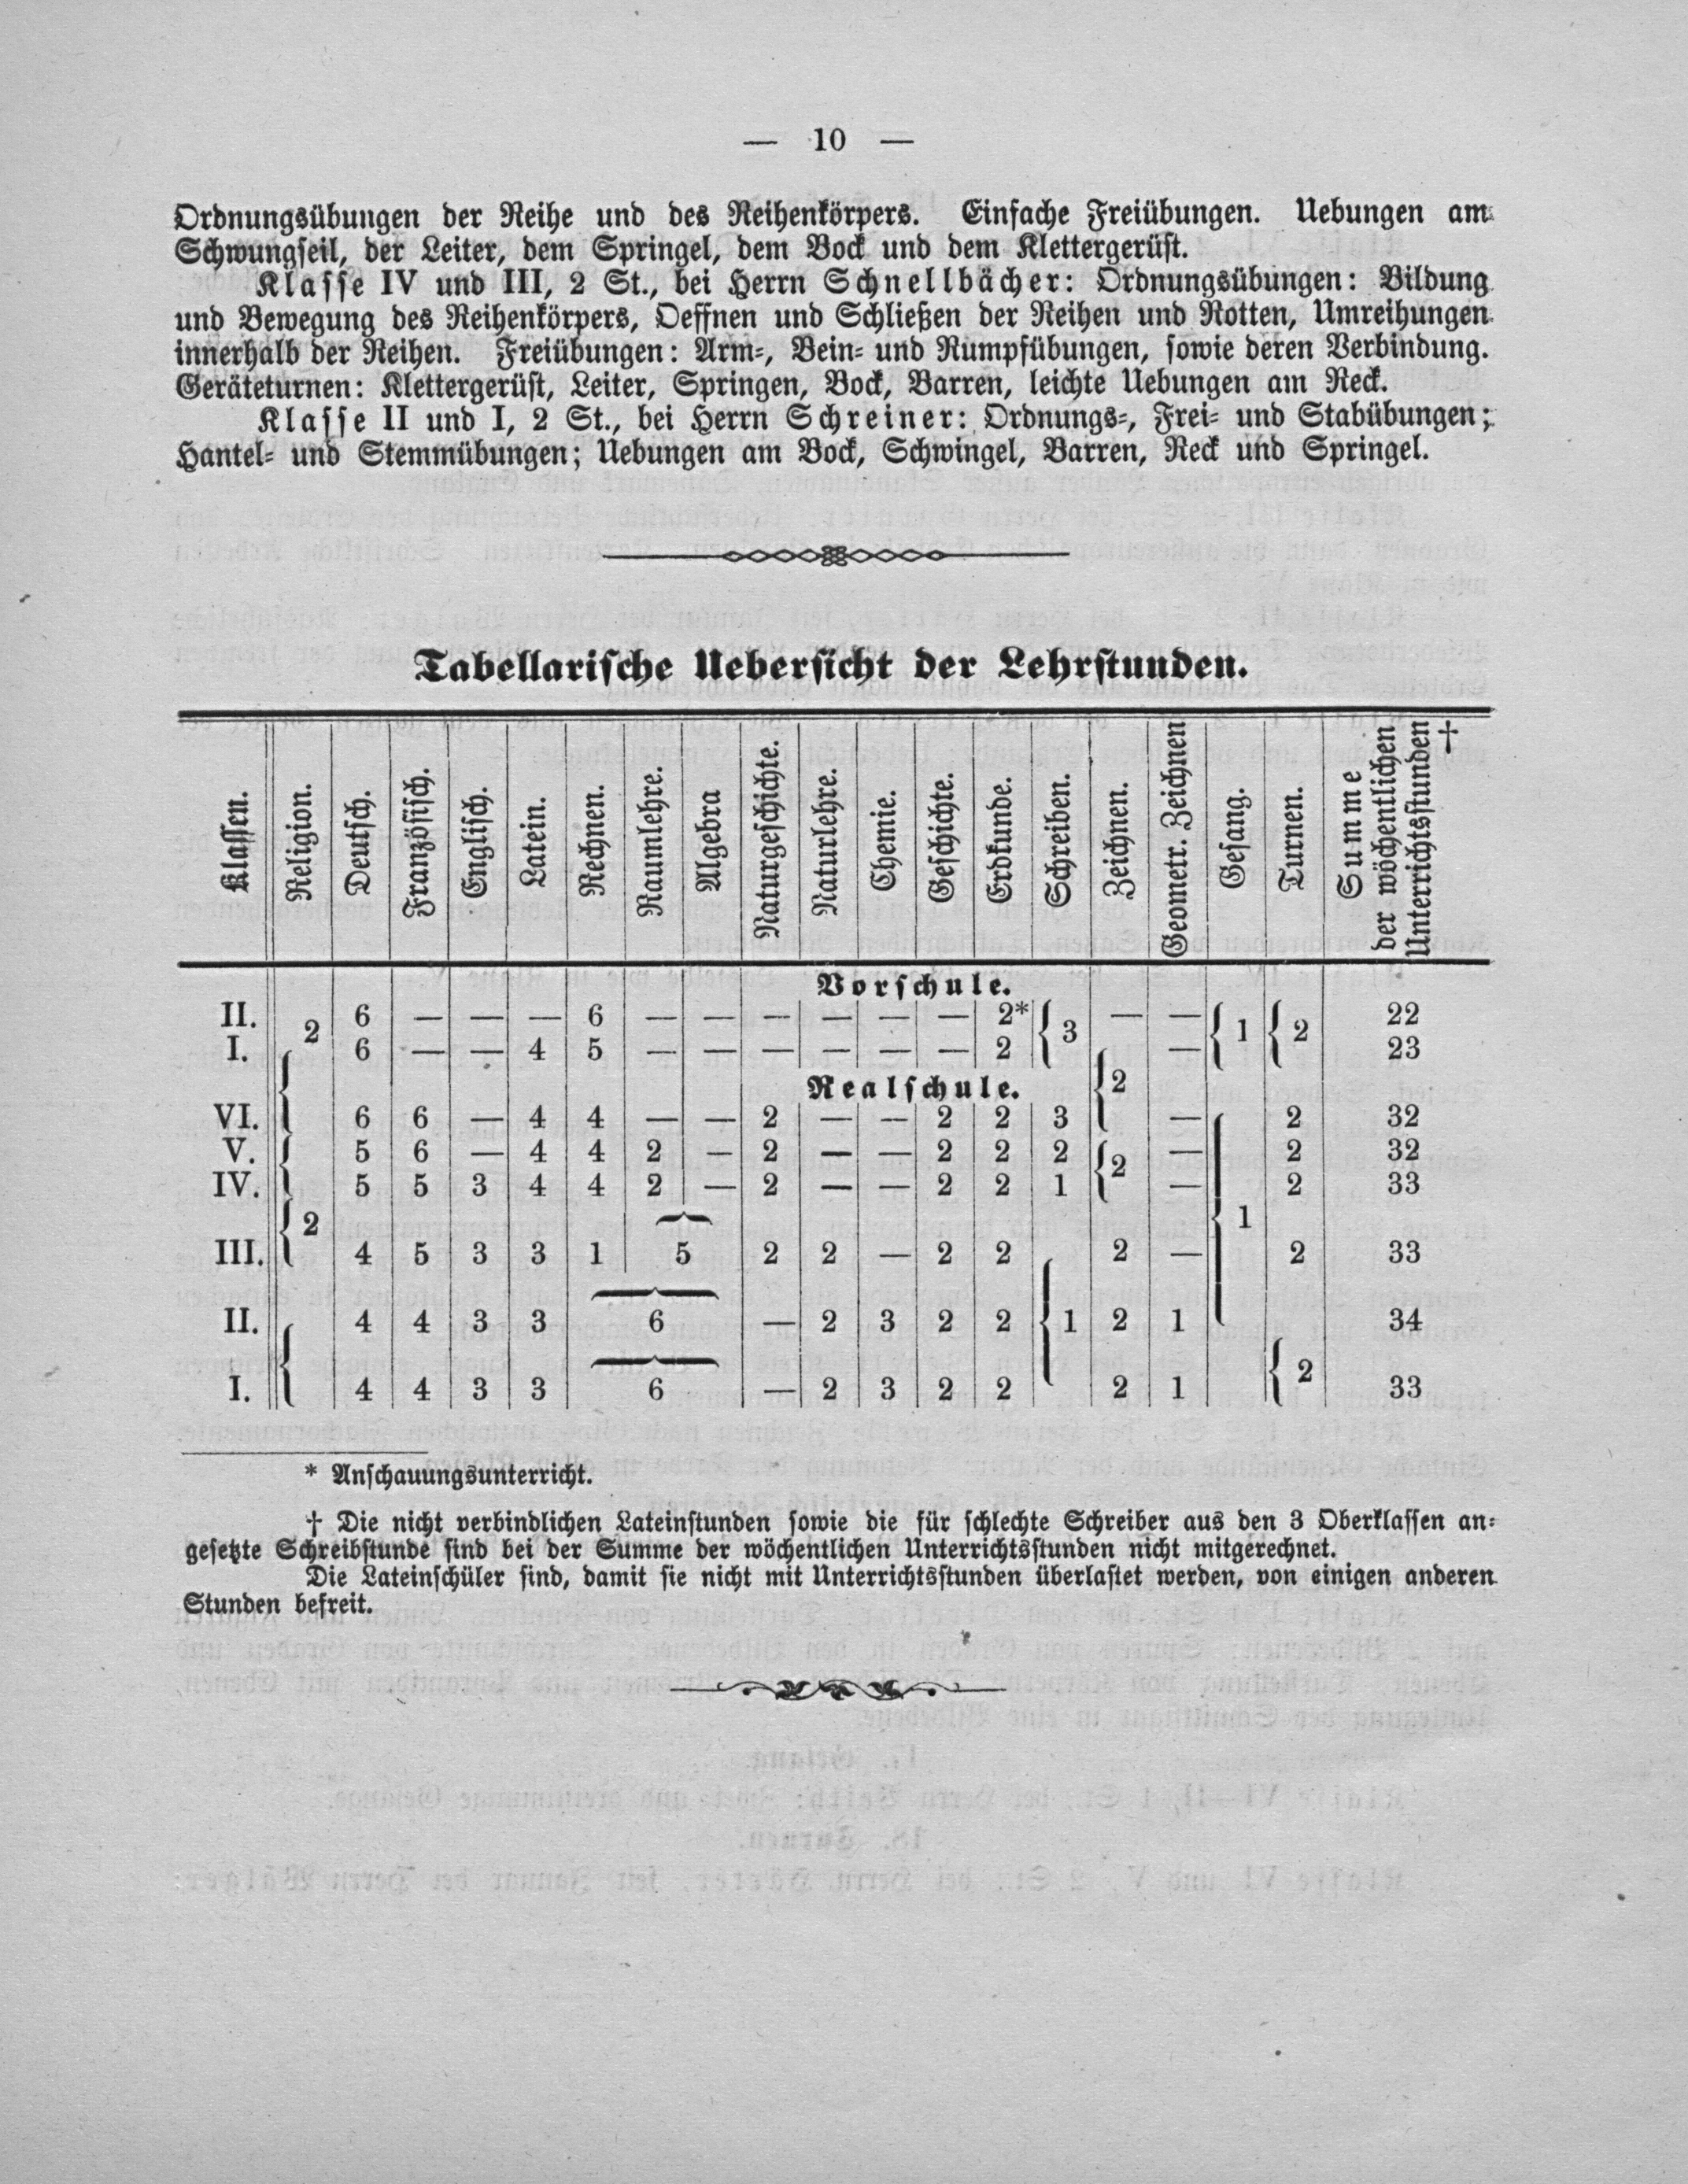 — 10 —
Ordnungsübungen der Reihe und des Reihenkörpers. Einfache Freiübungen. Uebungen am
Schwungseil, der Leiter, dem Springel, dem Bock und dem Klettergerüst.
Klasse IV und III, 2 St., bei Herrn Schnellbächer: Ordnungsübungen: Bildung
und Bewegung des Reihenkörpers, Oeffnen und Schließen der Reihen und Rotten, Umreihungen
innerhalb der Reihen. Freiübungen: Arm-, Bein- und Rumpfübungen, sowie deren Verbindung.
Geräteturnen: Klettergerüst, Leiter, Springen, Bock, Barren, leichte Uebungen am Reck.
Klasse II und I, 2 St., bei Herrn Schreiner: Ordnungs-, Frei- und Stabübungen;
Hantel- und Stemmübungen; Uebungen am Bock, Schwingel, Barren, Reck und Springel.
Tabellarische Uebersicht der Lehrstunden.
Klassen. Religion. Deutsch. Französisch. Englisch. Latein. Rechnen. Raumlehre. Algebra Naturgeschichte. Naturlehre. Chemie. Geschichte. Erdkunde. Schreiben. Zeichnen. Geometr. Zeichnen Gesang. Turnen. Summe der wöchentlichen Unterrichtsstunden †
Vorschule.
II. 6 — — — 6 — — — — — — 2* — — 22
2 3 1 2
I. 6 — — 4 5 — — — — — — 2 — 23
2
Realschule.
VI. 6 6 — 4 4 — — 2 — — 2 2 3 — 2 32
V. 5 6 — 4 4 2 — 2 — — 2 2 2 — 2 32
2
IV. 5 5 3 4 4 2 — 2 — — 2 2 1 — 2 33
2 1
III. 4 5 3 3 1 5 2 2 — 2 2 2 — 2 33
II. 4 4 3 3 6 — 2 3 2 2 1 2 1 34
2
I. 4 4 3 3 6 — 2 3 2 2 2 1 33
* Anschauungsunterricht.
† Die nicht verbindlichen Lateinstunden sowie die für schlechte Schreiber aus den 3 Oberklassen an-
gesetzte Schreibstunde sind bei der Summe der wöchentlichen Unterrichtsstunden nicht mitgerechnet.
Die Lateinschüler sind, damit sie nicht mit Unterrichtsstunden überlastet werden, von einigen anderen
Stunden befreit.